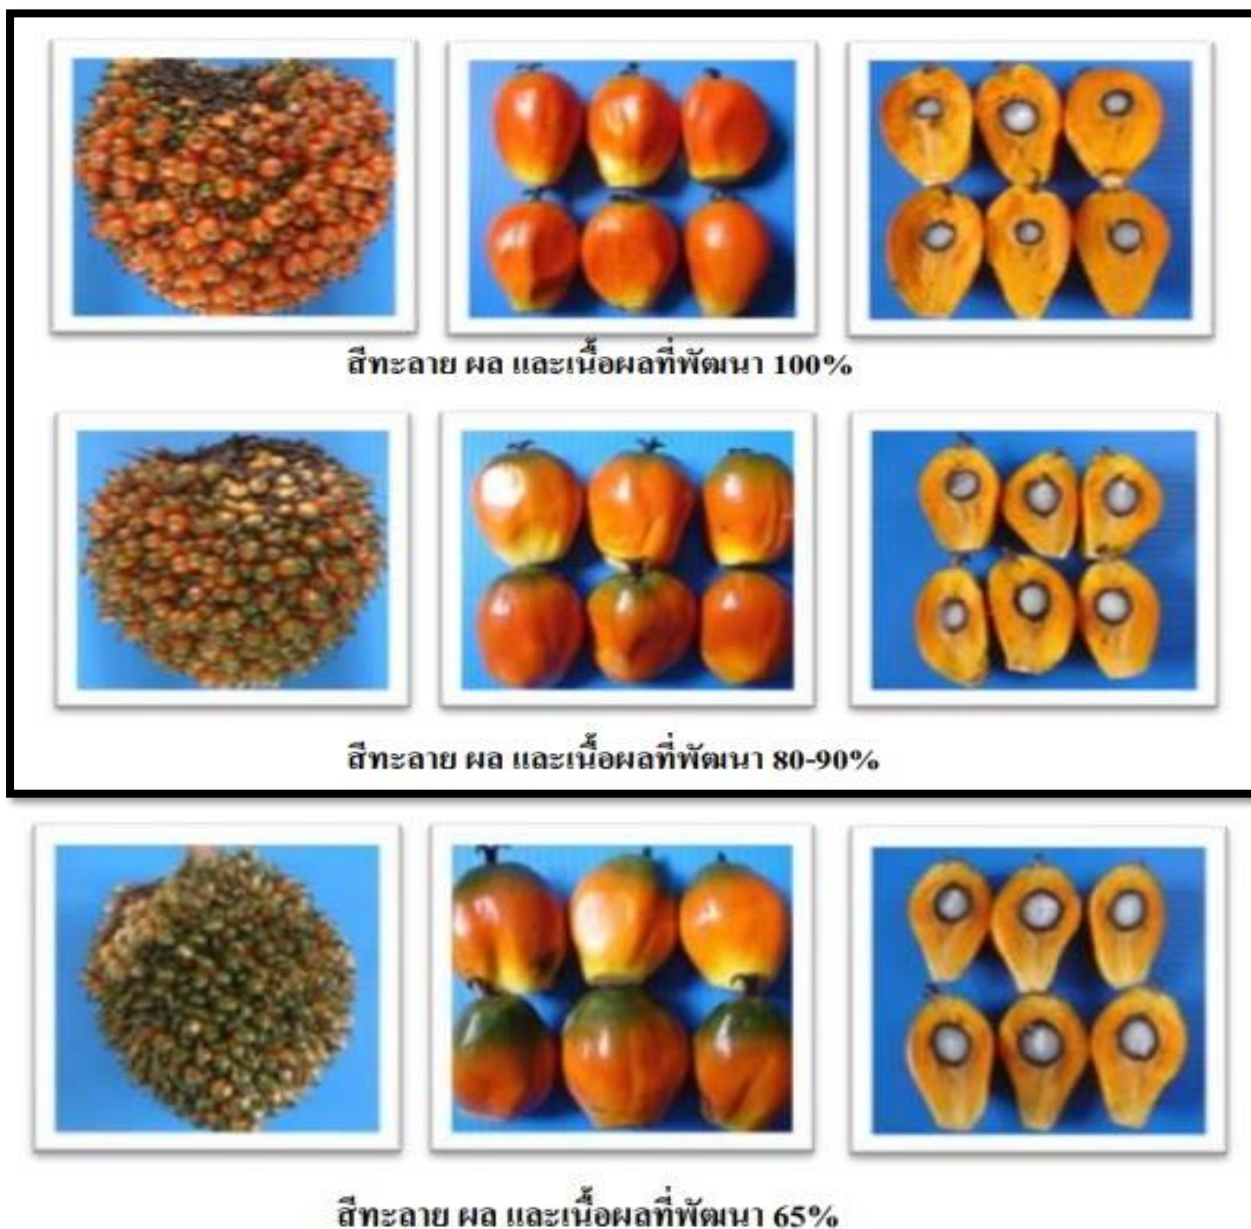 สีทะลาย ผล และเนื้อผลที่พัฒนา 100%
สีทะลาย ผล และเนื้อผลที่พัฒนา 80-90%
สีทะลาย ผล และเนื้อผลที่พัฒนา 65%